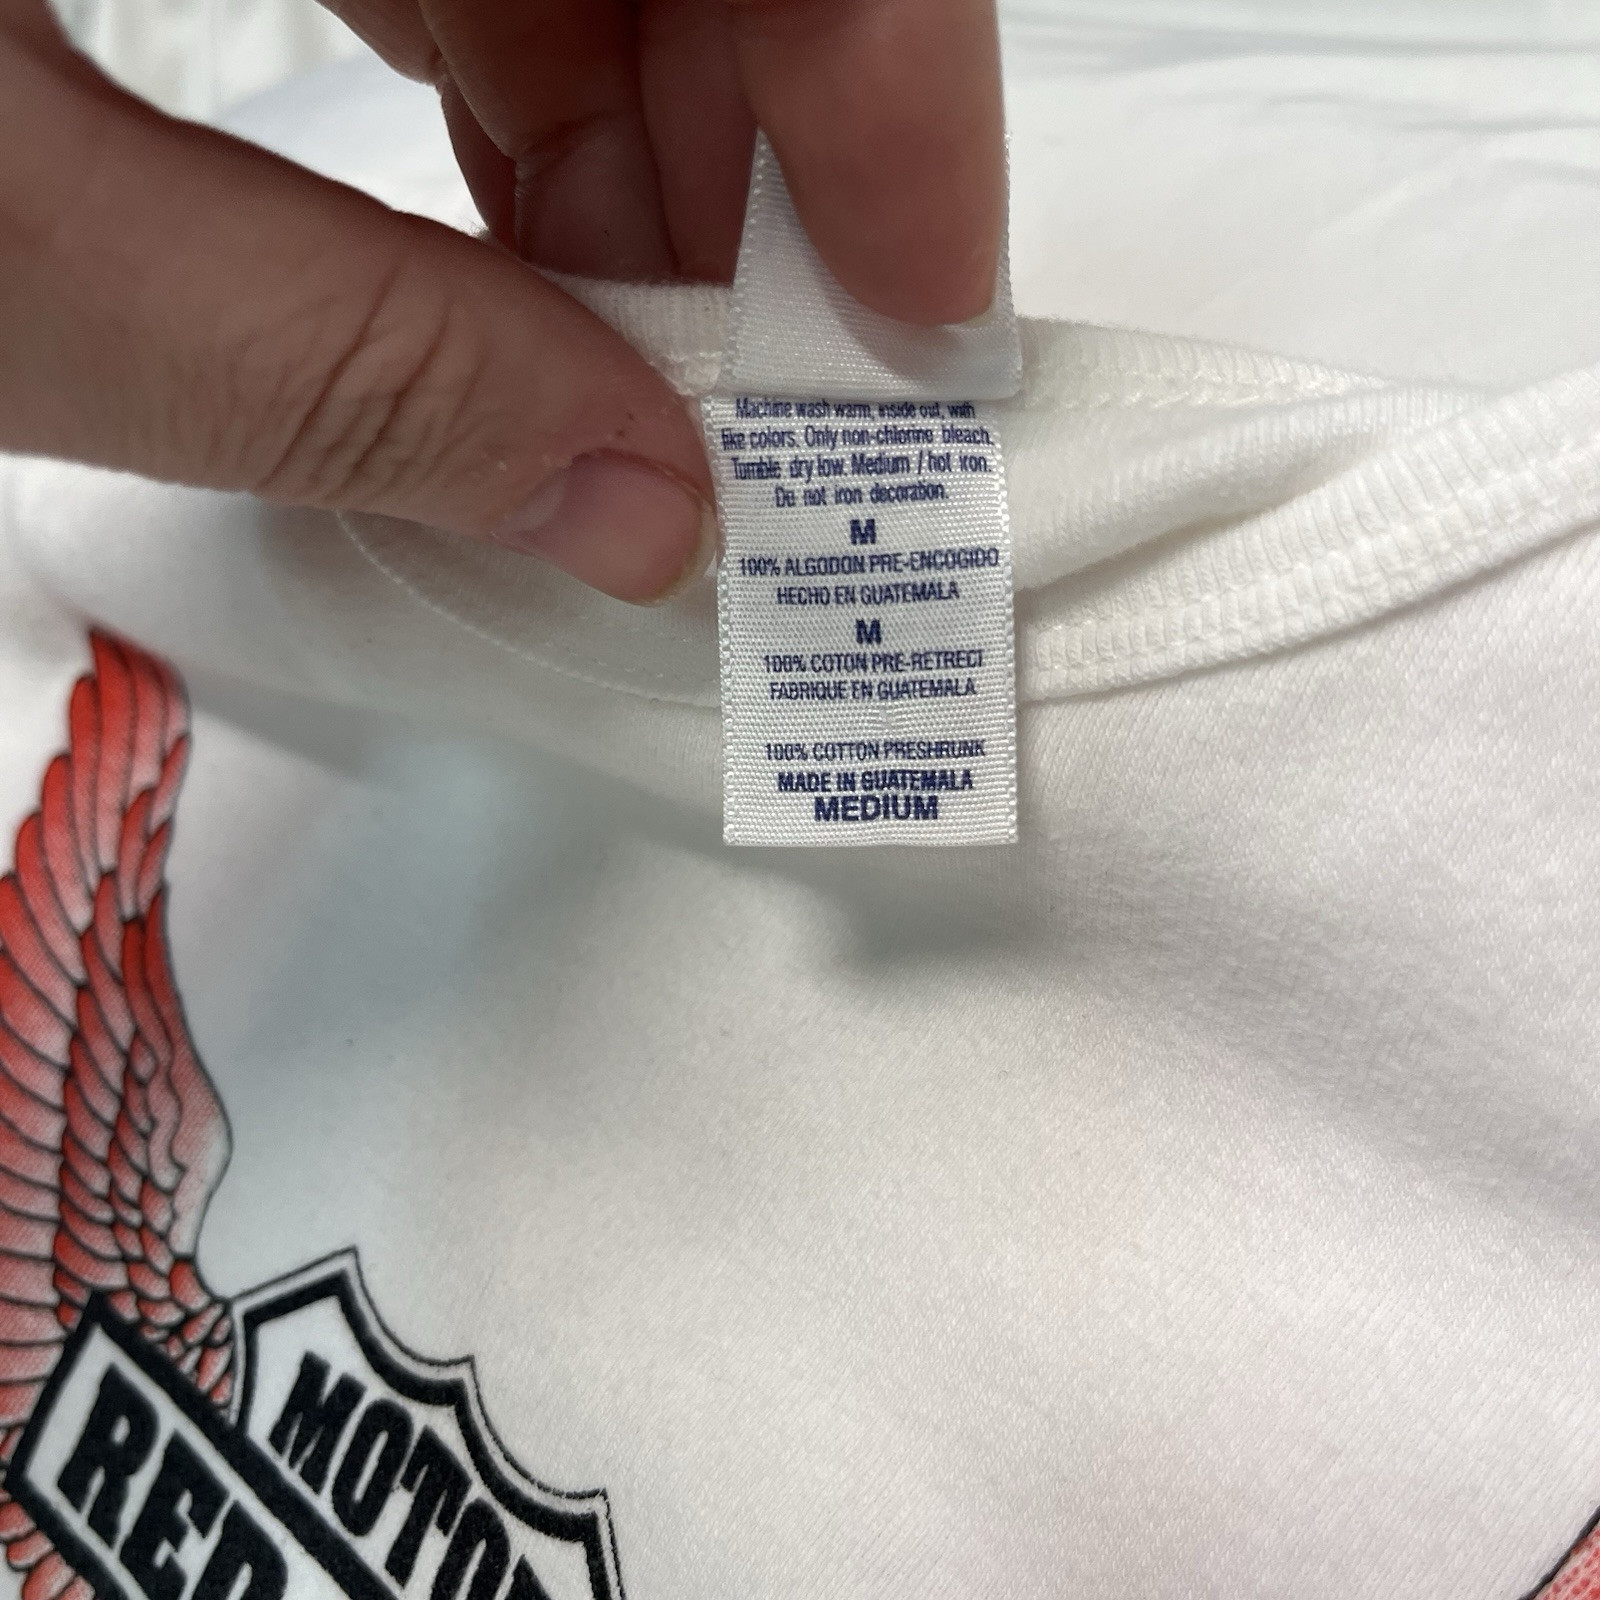 Machine wash warm, inside out, with
like colors. Only non-chlorine bleach.
Tumble dry low. Medium / hot iron.
Do not iron decoration.
M
100% ALGODON PRE-ENCOGIDO
HECHO EN GUATEMALA
M
100% COTON PRE-RETRECI
FABRIQUE EN GUATEMALA
100% COTTON PRESHRUNK
MADE IN GUATEMALA
MEDIUM
MOTO
RED